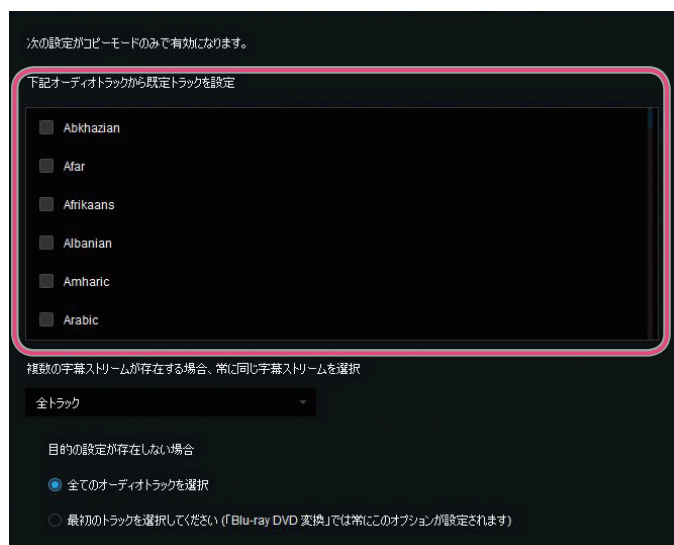 次の設定がコピーモードのみで有効になります。
下記オーディオトラックから既定トラックを設定
Abkhazian
Afar
Afrikaans
Albanian
Amharic
Arabic
複数の字幕ストリームが存在する場合、常に同じ字幕ストリームを選択
全トラック
目的の設定が存在しない場合
全てのオーディオトラックを選択
最初のトラックを選択してください (「Blu-ray DVD 変換」では常にこのオプションが設定されます)